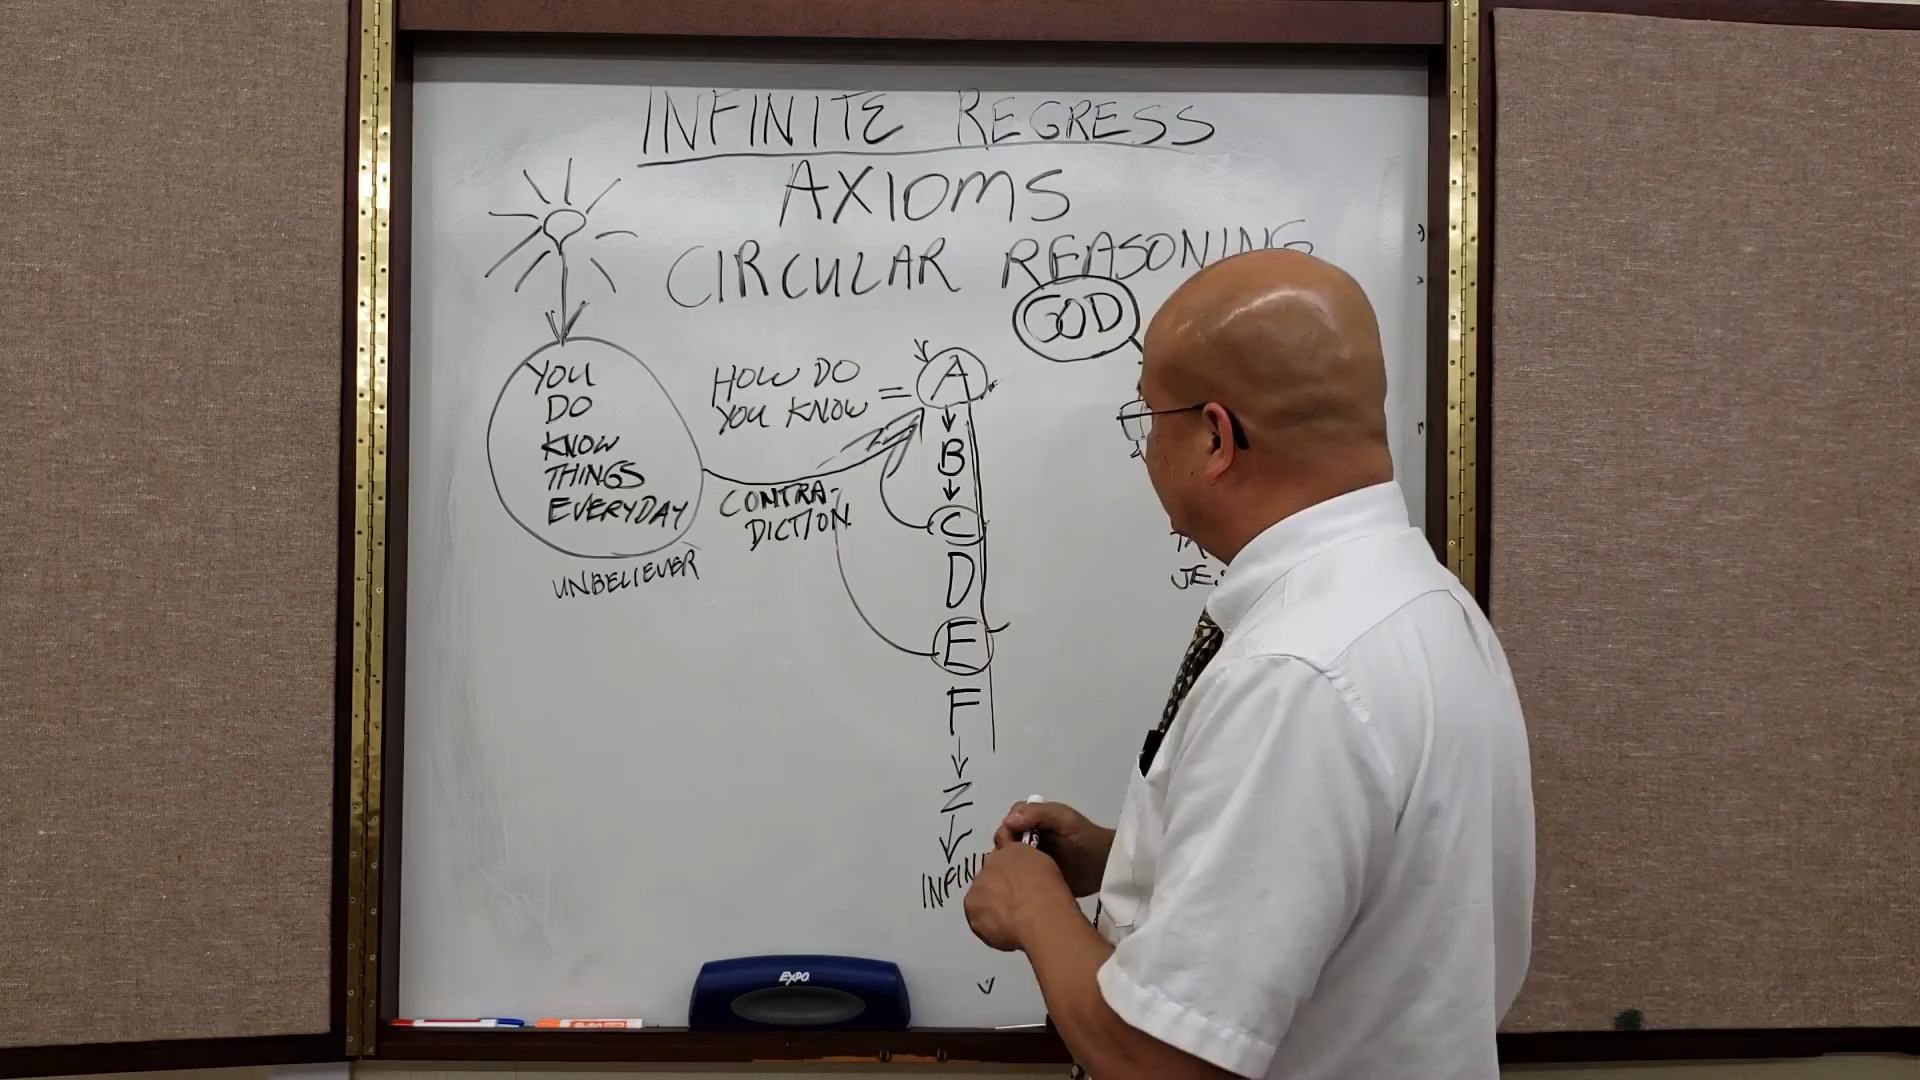 INFINITE REGRESS
AXIOMS
CIRCULAR REASONING
GOD
YOU
DO
KNOW
THINGS
EVERYDAY
UNBELIEVER
HOW DO
YOU KNOW =
CONTRA-
DICTION
A
B
C
D
E
F
Z
INFINI
JE
EXPO